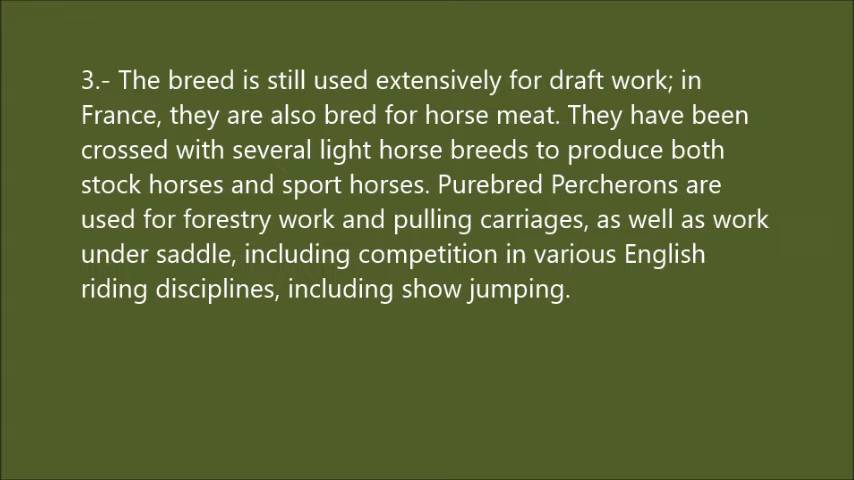 3.- The breed is still used extensively for draft work; in
France, they are also bred for horse meat. They have been
crossed with several light horse breeds to produce both
stock horses and sport horses. Purebred Percherons are
used for forestry work and pulling carriages, as well as work
under saddle, including competition in various English
riding disciplines, including show jumping.